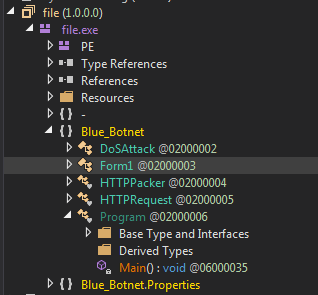 file (1.0.0.0)
file.exe
PE
Type References
References
Resources
{ } -
{ } Blue_Botnet
DoSAttack @02000002
Form1 @02000003
HTTPPacker @02000004
HTTPRequest @02000005
Program @02000006
Base Type and Interfaces
Derived Types
Main() : void @06000035
{ } Blue_Botnet.Properties